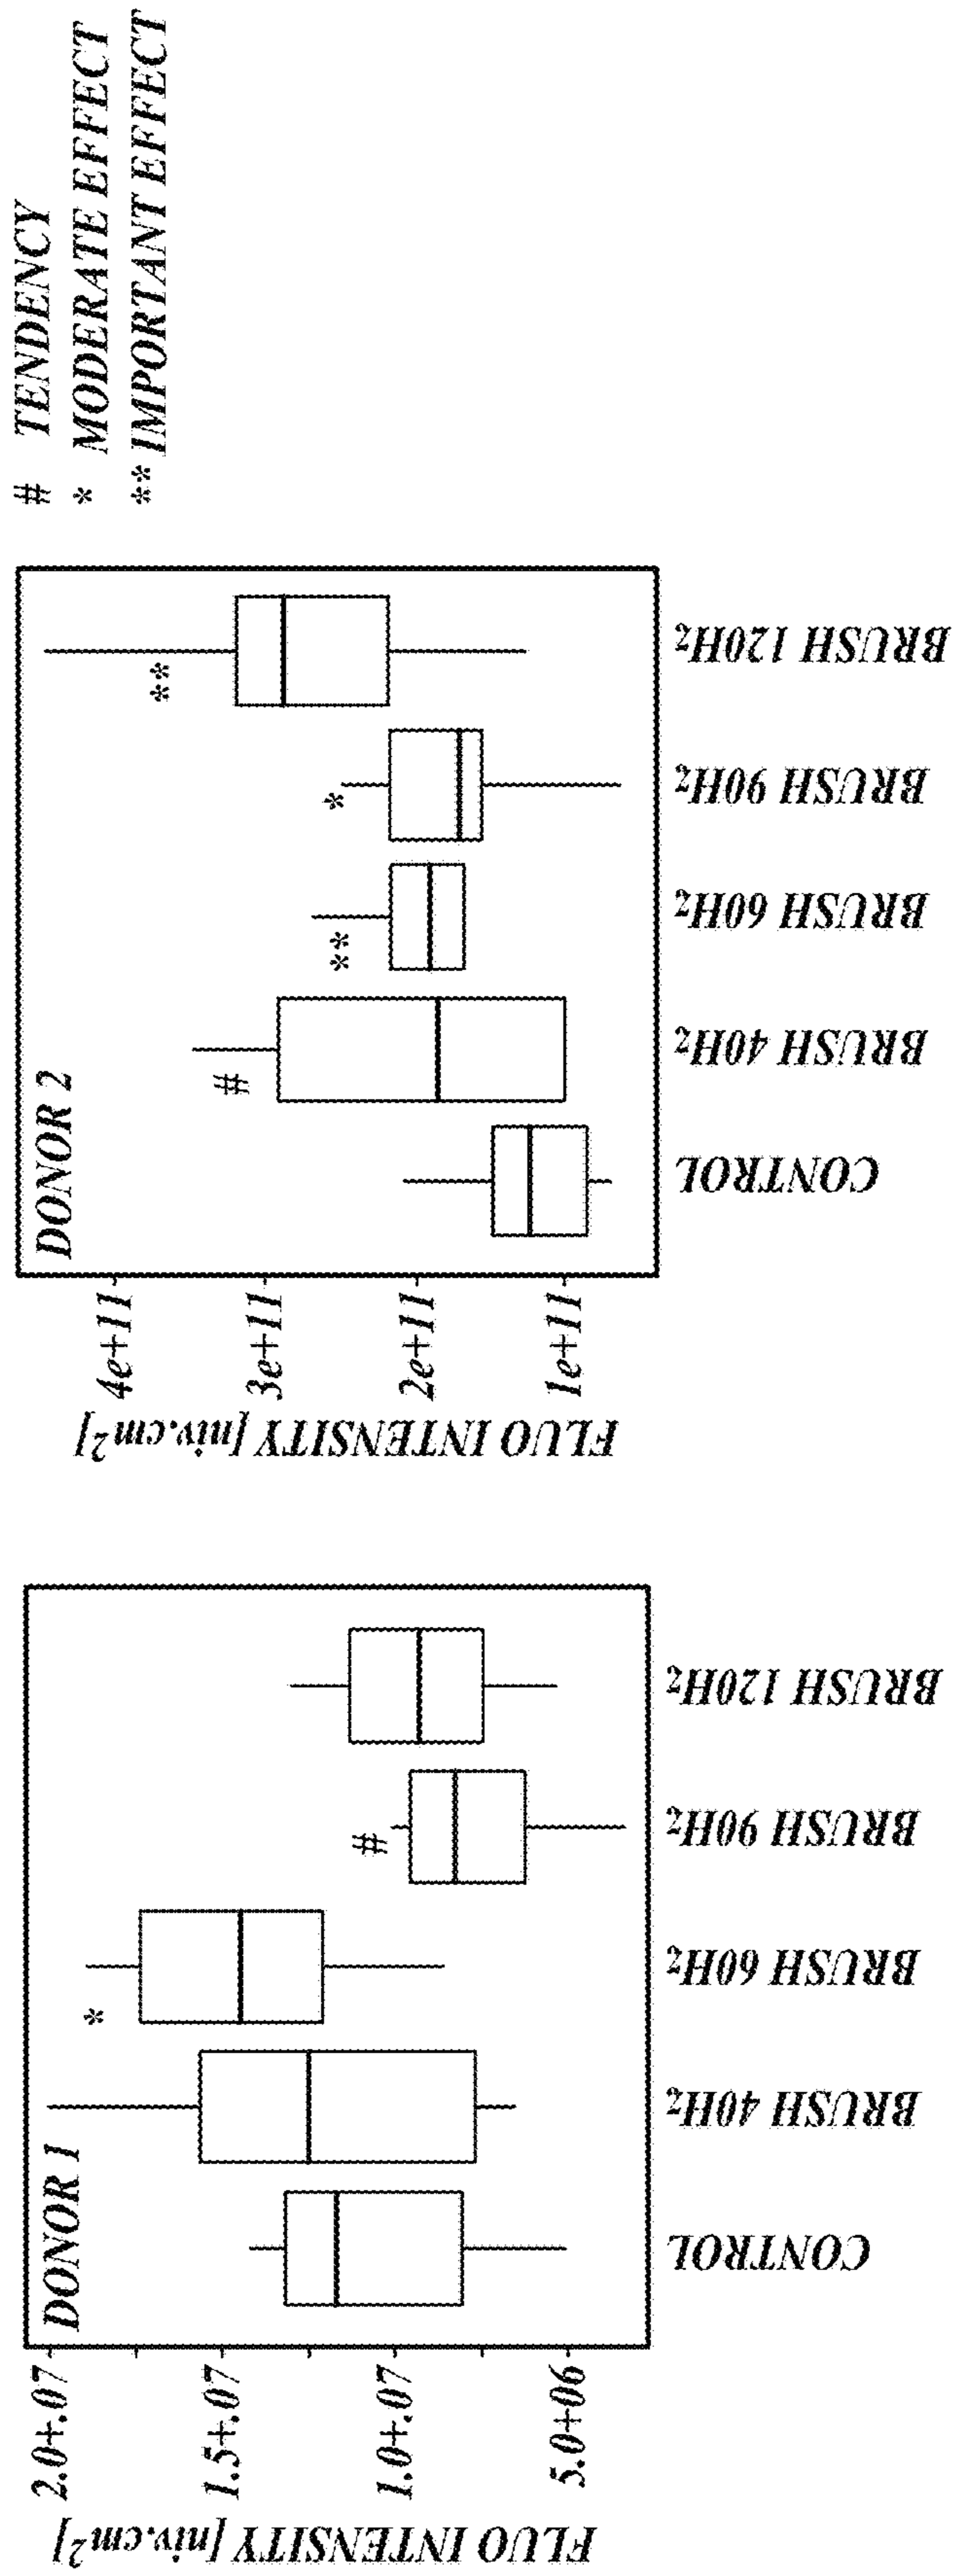 DONOR 1
FLUO INTENSITY [niv.cm²]
2.0+.07
1.5+.07
1.0+.07
5.0+06
*
#
CONTROL
BRUSH 40Hz
BRUSH 60Hz
BRUSH 90Hz
BRUSH 120Hz
DONOR 2
FLUO INTENSITY [niv.cm²]
4e+11
3e+11
2e+11
1e+11
#
**
*
**
CONTROL
BRUSH 40Hz
BRUSH 60Hz
BRUSH 90Hz
BRUSH 120Hz
# TENDENCY
* MODERATE EFFECT
** IMPORTANT EFFECT